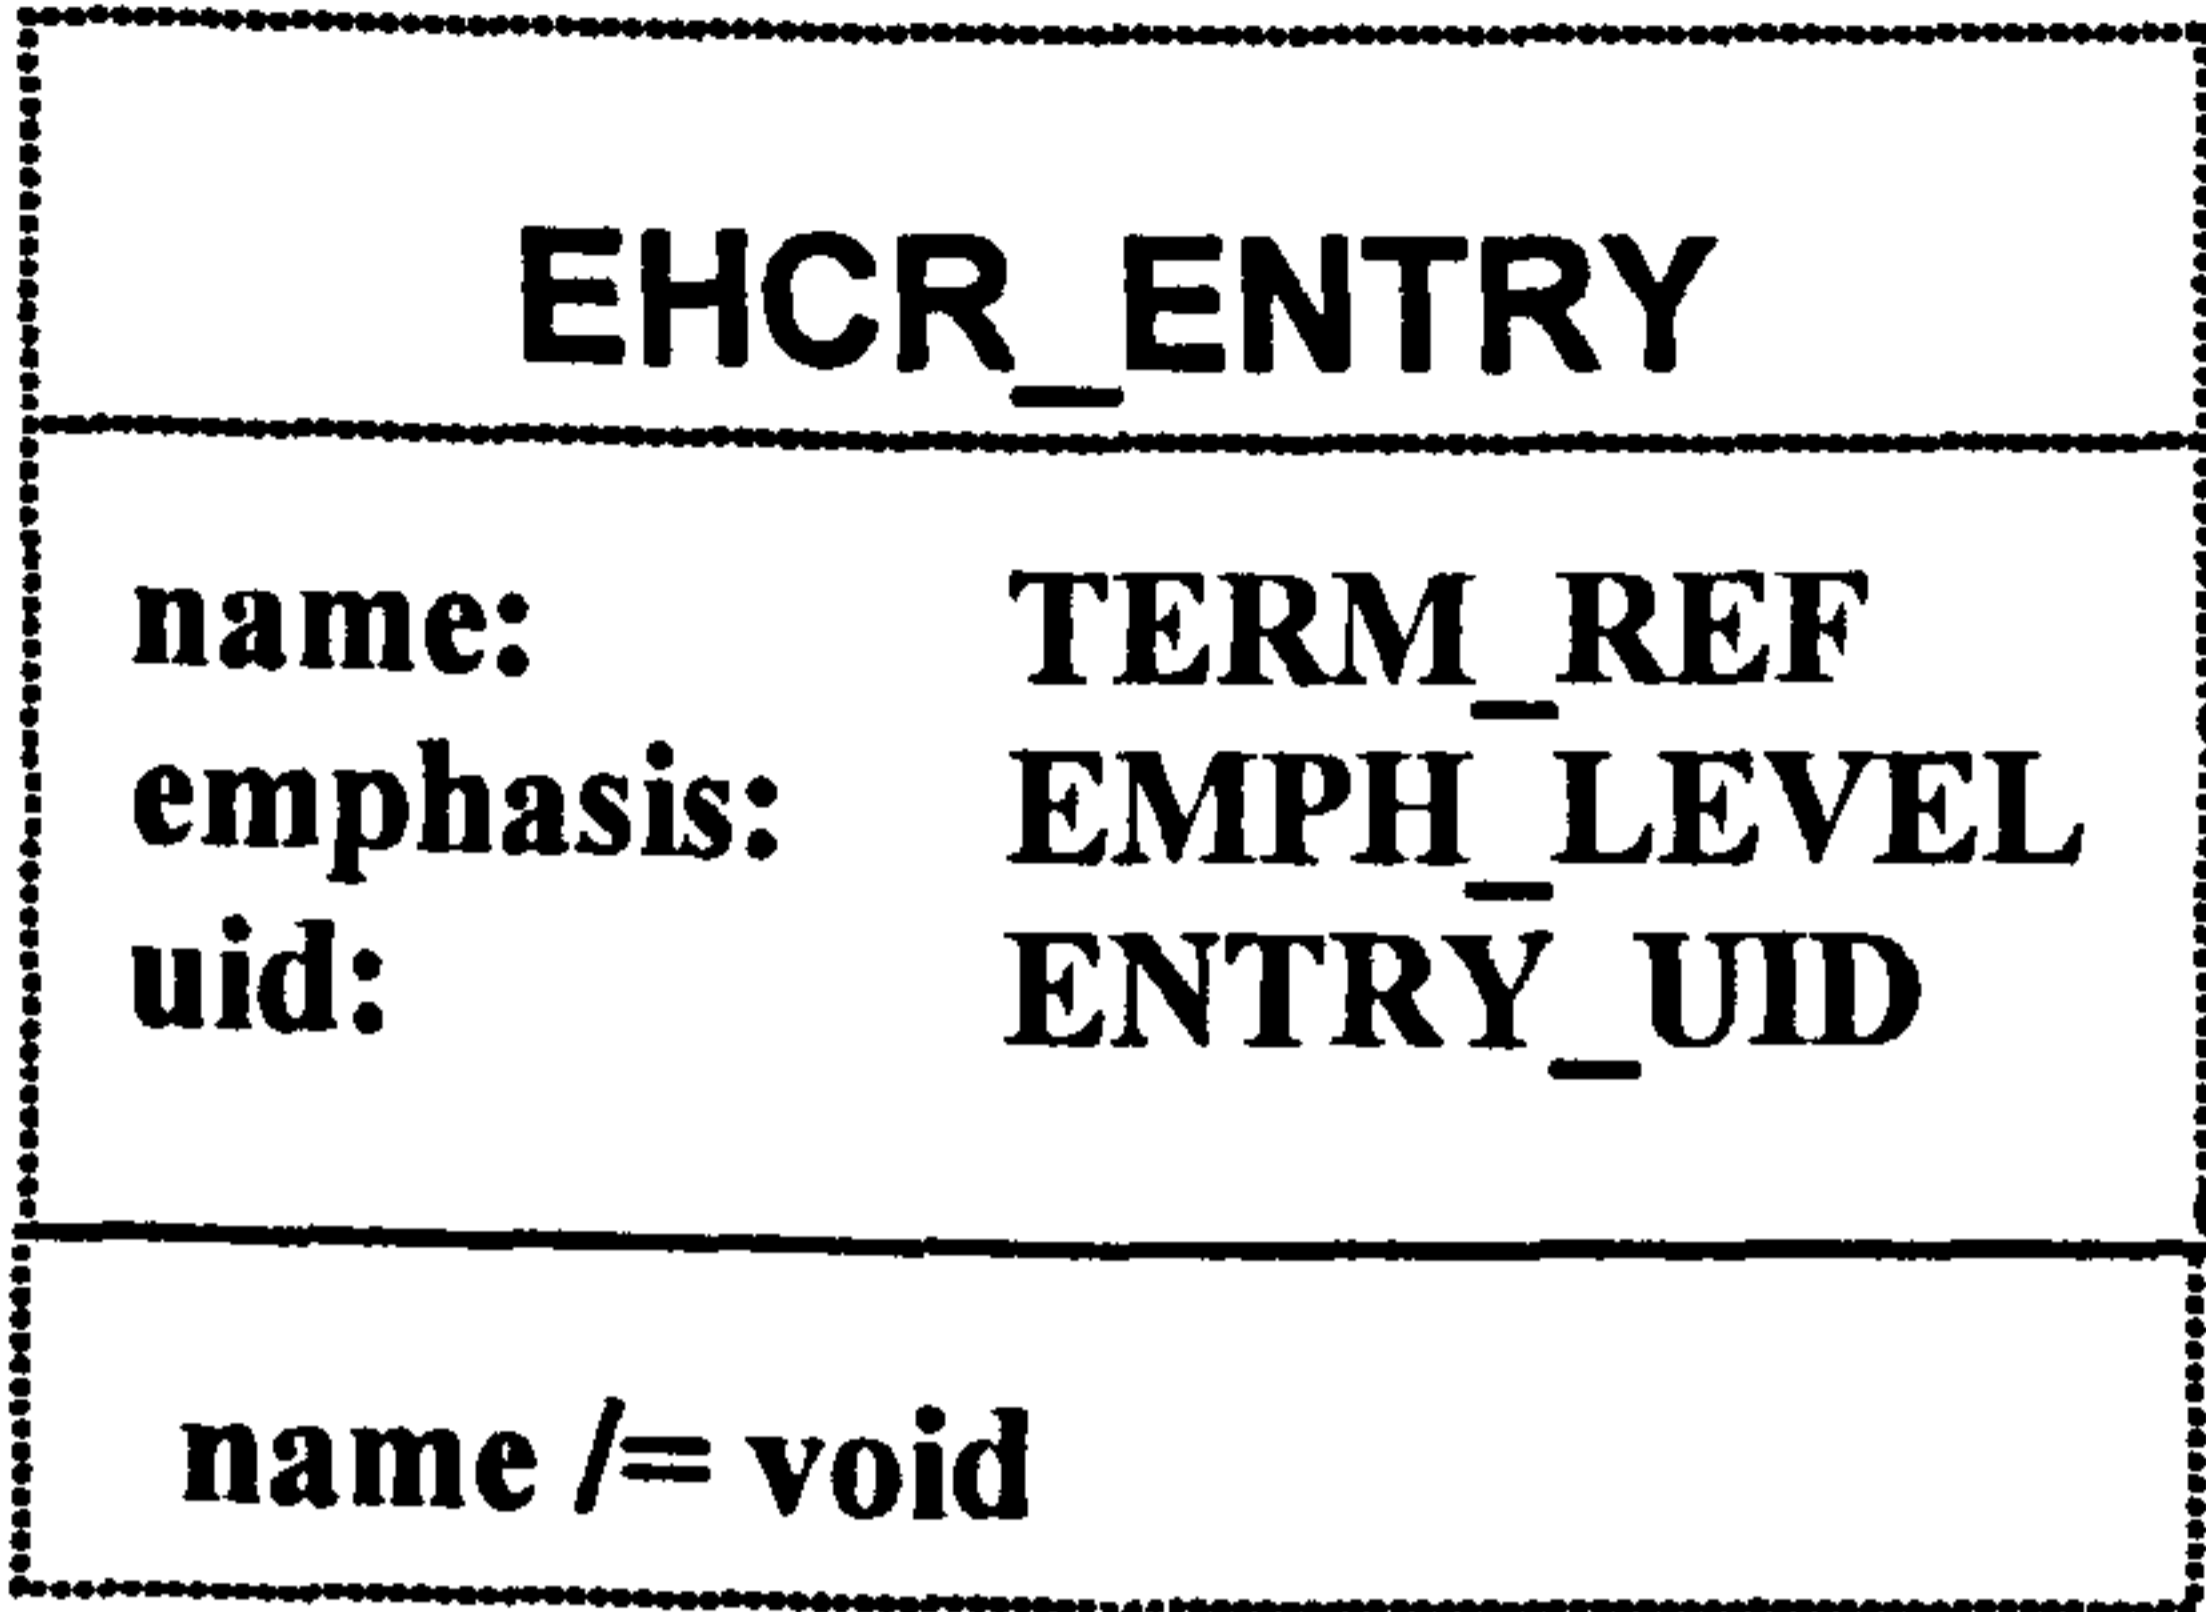 EHCR_ENTRY
name: TERM_REF
emphasis: EMPH_LEVEL
uid: ENTRY_UID
name /= void